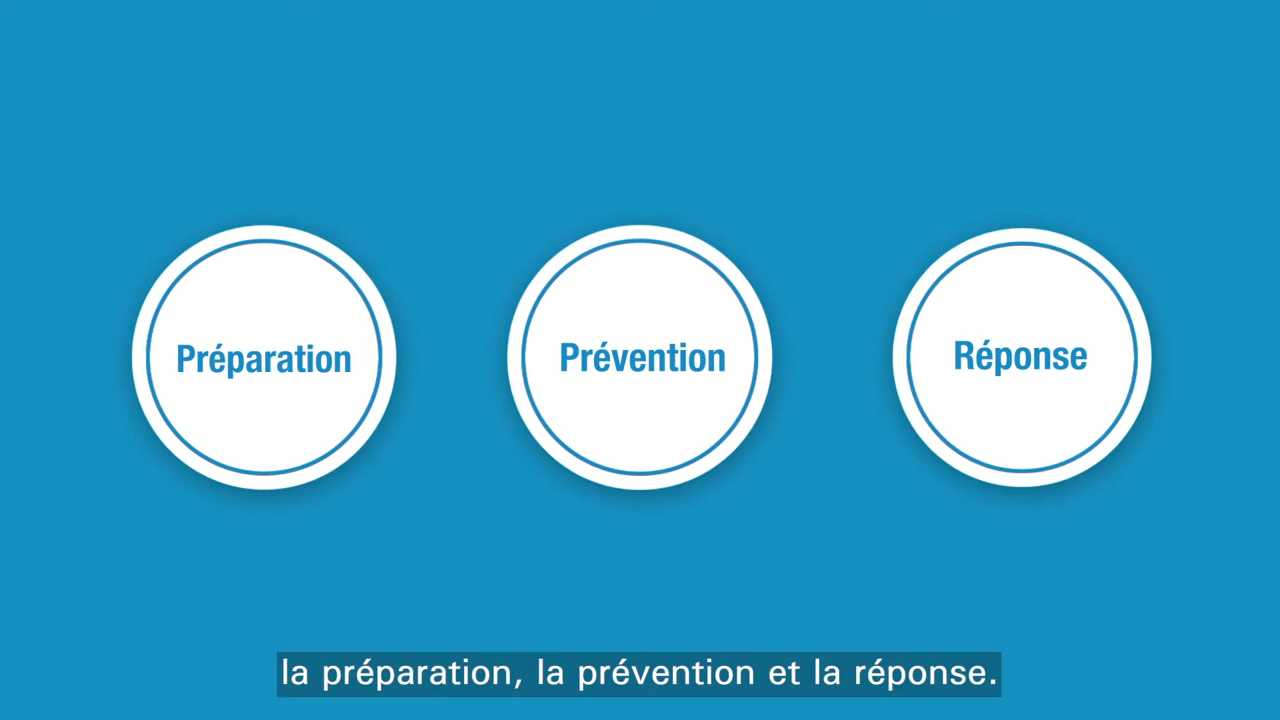 Préparation
Prévention
Réponse
la préparation, la prévention et la réponse.